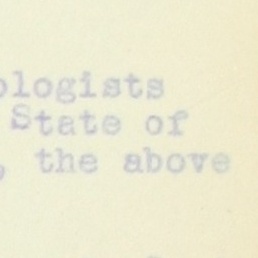 ologists
State of
, the above